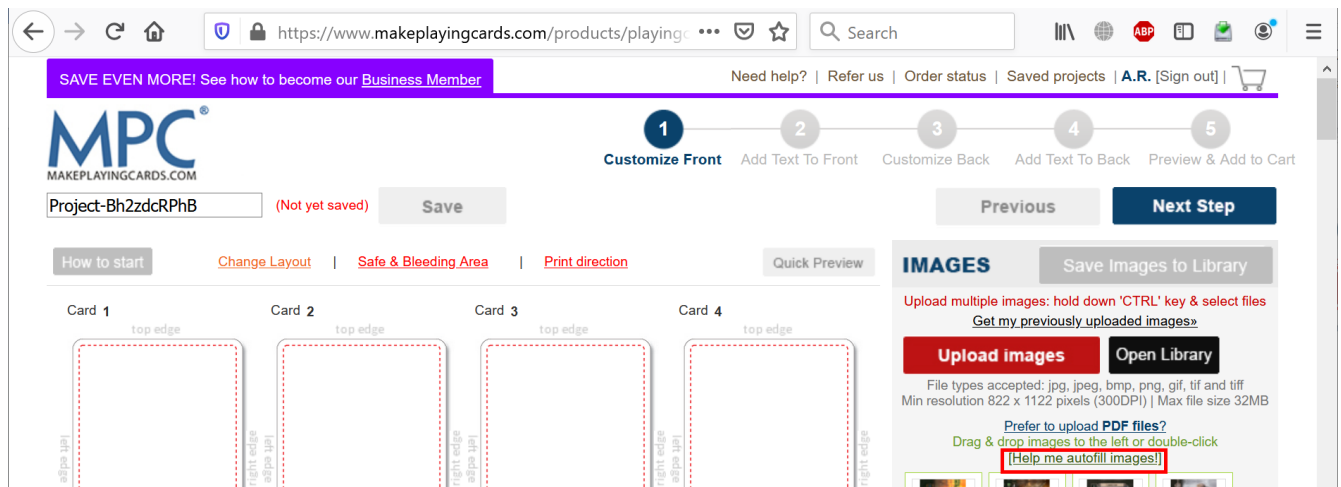 https://www.makeplayingcards.com/products/playingc
Search
ABP
SAVE EVEN MORE! See how to become our Business Member
Need help? | Refer us | Order status | Saved projects | A.R. [Sign out] |
MPC®
MAKEPLAYINGCARDS.COM
1 2 3 4 5
Customize Front Add Text To Front Customize Back Add Text To Back Preview & Add to Cart
Project-Bh2zdcRPhB (Not yet saved) Save Previous Next Step
How to start Change Layout | Safe & Bleeding Area | Print direction Quick Preview
IMAGES Save Images to Library
Upload multiple images: hold down 'CTRL' key & select files
Get my previously uploaded images»
Upload images Open Library
File types accepted: jpg, jpeg, bmp, png, gif, tif and tiff
Min resolution 822 x 1122 pixels (300DPI) | Max file size 32MB
Prefer to upload PDF files?
Drag & drop images to the left or double-click
[Help me autofill images!]
Card 1 Card 2 Card 3 Card 4
top edge top edge top edge top edge
left edge right edge left edge right edge left edge right edge left edge right edge